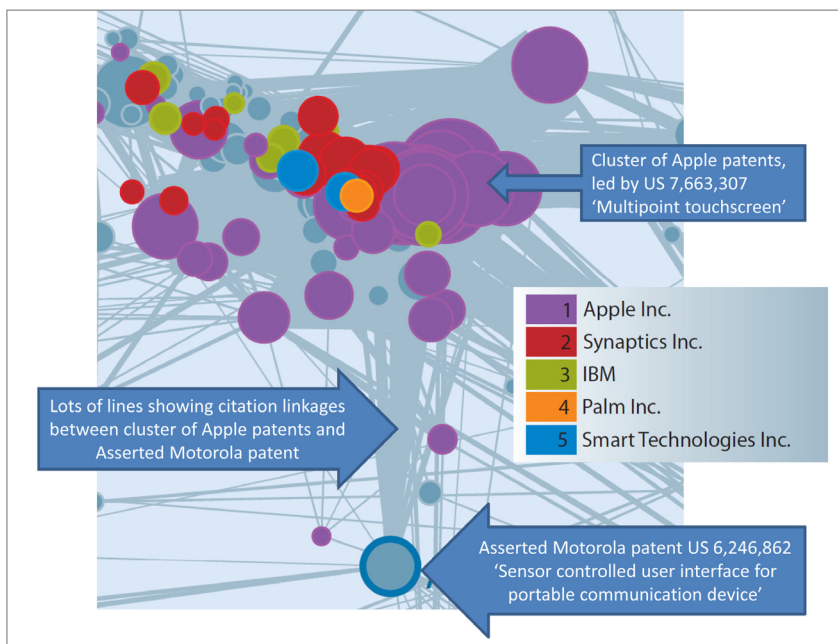 Cluster of Apple patents,
led by US 7,663,307
‘Multipoint touchscreen’
1 Apple Inc.
2 Synaptics Inc.
3 IBM
4 Palm Inc.
5 Smart Technologies Inc.
Lots of lines showing citation linkages
between cluster of Apple patents and
Asserted Motorola patent
Asserted Motorola patent US 6,246,862
‘Sensor controlled user interface for
portable communication device’